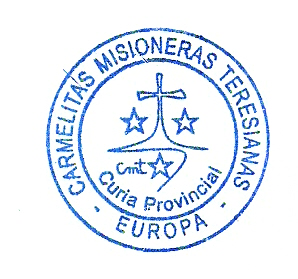 CARMELITAS MISIONERAS TERESIANAS
cmt
Curia Provincial
- EUROPA -